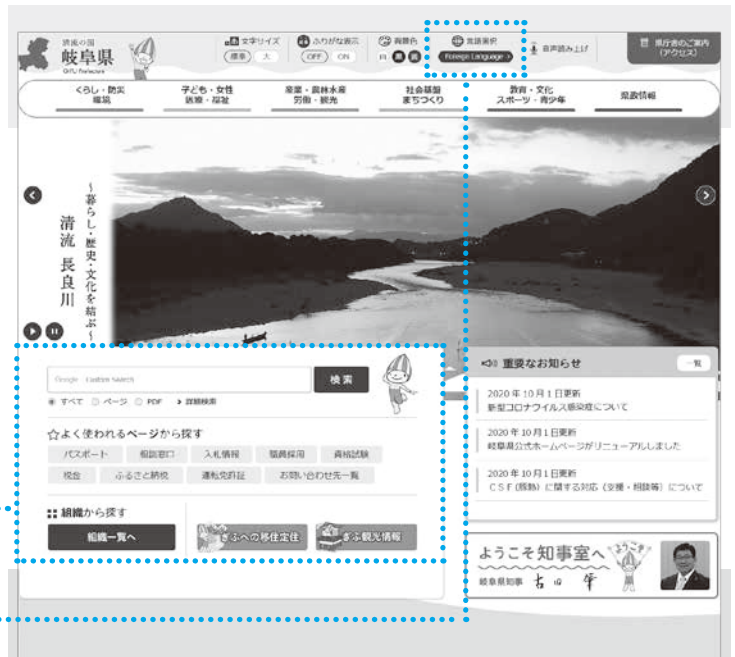 清流の国
岐阜県
GIFU Prefecture
文字サイズ
標準 大
ふりがな表示
OFF ON
背景色
白 黒 青
言語選択
Foreign Language
音声読み上げ
県庁舎のご案内
(アクセス)
くらし・防災
環境
子ども・女性
医療・福祉
産業・農林水産
労働・観光
社会基盤
まちづくり
教育・文化
スポーツ・青少年
県政情報
清流 長良川
~暮らし・歴史・文化を結ぶ~
Google Custom Search
検索
すべて ページ PDF 詳細検索
よく使われるページから探す
パスポート 相談窓口 入札情報 職員採用 資格試験
税金 ふるさと納税 運転免許証 お問い合わせ先一覧
組織から探す
組織一覧へ
ぎふへの移住定住
ぎふ観光情報
重要なお知らせ
一覧
2020年10月1日更新
新型コロナウイルス感染症について
2020年10月1日更新
岐阜県公式ホームページがリニューアルしました
2020年10月1日更新
CSF(豚熱)に関する対応(支援・相談等)について
ようこそ知事室へ
ようこそ
岐阜県知事 古田 肇